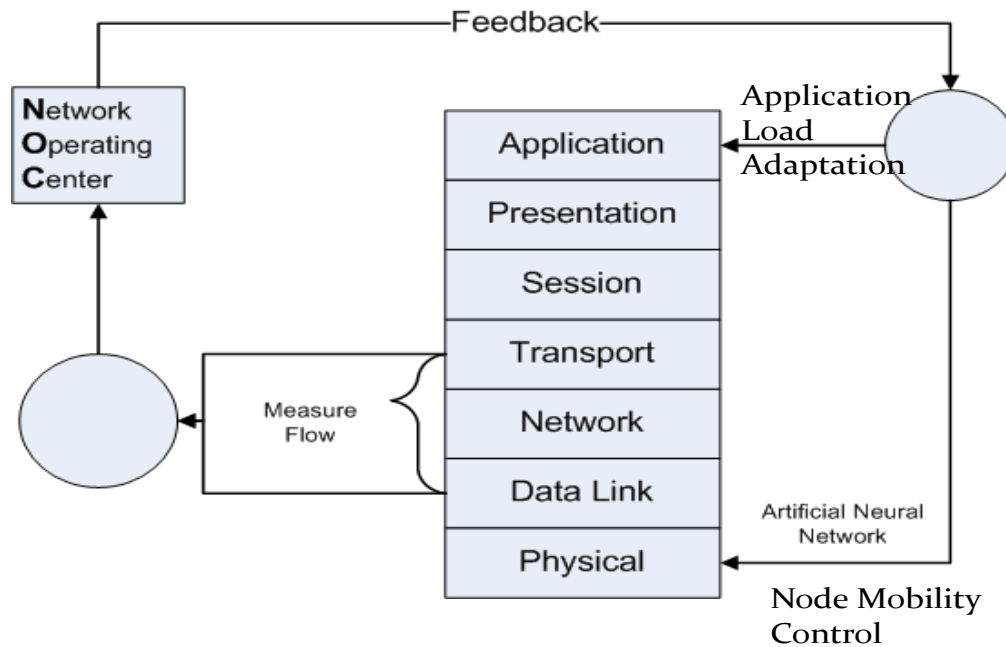 Feedback
Network
Operating
Center
Application
Load
Adaptation
Application
Presentation
Session
Transport
Network
Data Link
Physical
Measure
Flow
Artificial Neural
Network
Node Mobility
Control